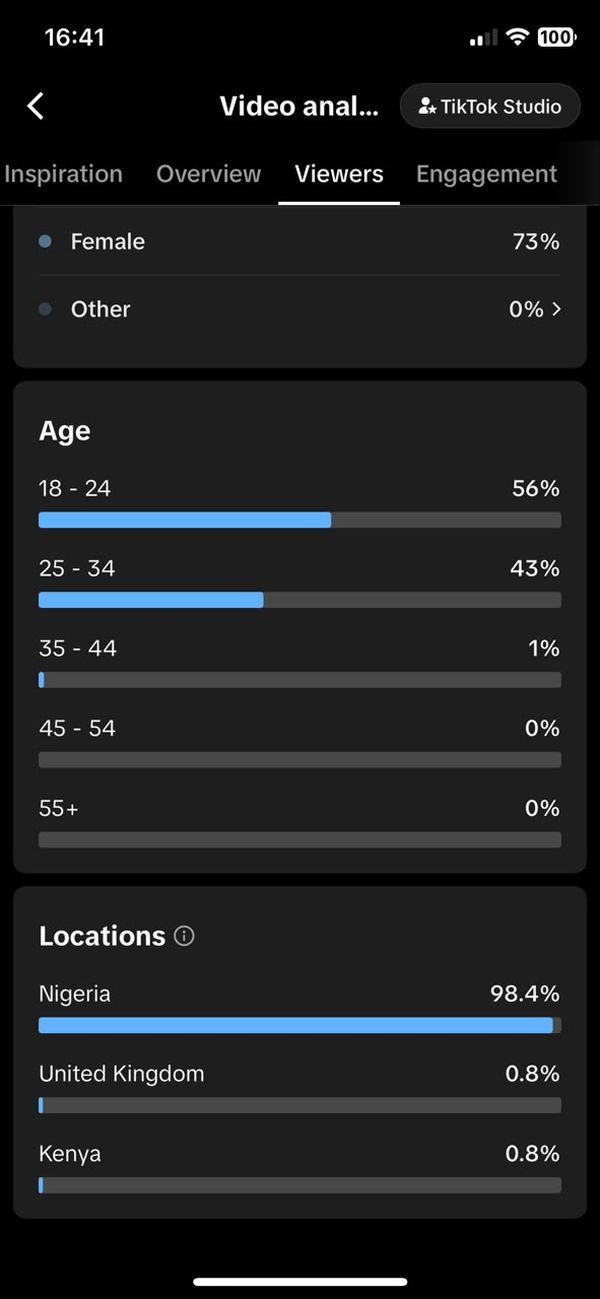 16:41
100
Video anal...
TikTok Studio
Inspiration Overview Viewers Engagement
Female 73%
Other 0%
Age
18 - 24 56%
25 - 34 43%
35 - 44 1%
45 - 54 0%
55+ 0%
Locations
Nigeria 98.4%
United Kingdom 0.8%
Kenya 0.8%